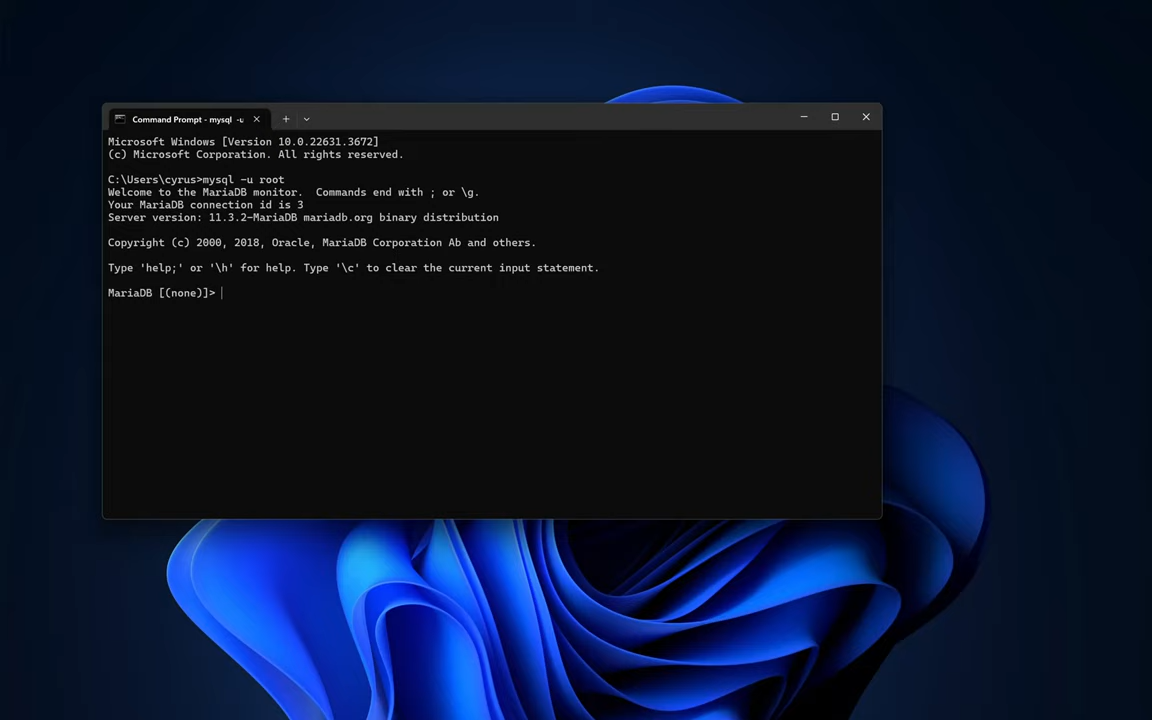 Command Prompt - mysql -u
Microsoft Windows [Version 10.0.22631.3672]
(c) Microsoft Corporation. All rights reserved.
C:\Users\cyrus>mysql -u root
Welcome to the MariaDB monitor.  Commands end with ; or \g.
Your MariaDB connection id is 3
Server version: 11.3.2-MariaDB mariadb.org binary distribution
Copyright (c) 2000, 2018, Oracle, MariaDB Corporation Ab and others.
Type 'help;' or '\h' for help. Type '\c' to clear the current input statement.
MariaDB [(none)]>